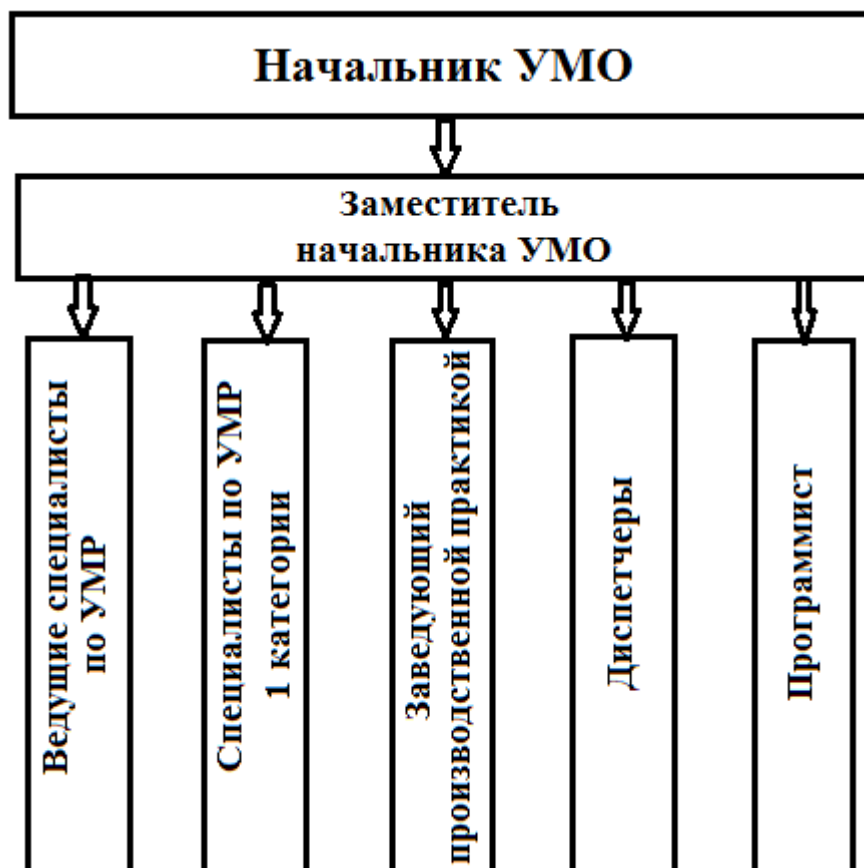 Начальник УМО
Заместитель
начальника УМО
Ведущие специалисты
по УМР
Специалисты по УМР
1 категории
Заведующий
производственной практикой
Диспетчеры
Программист